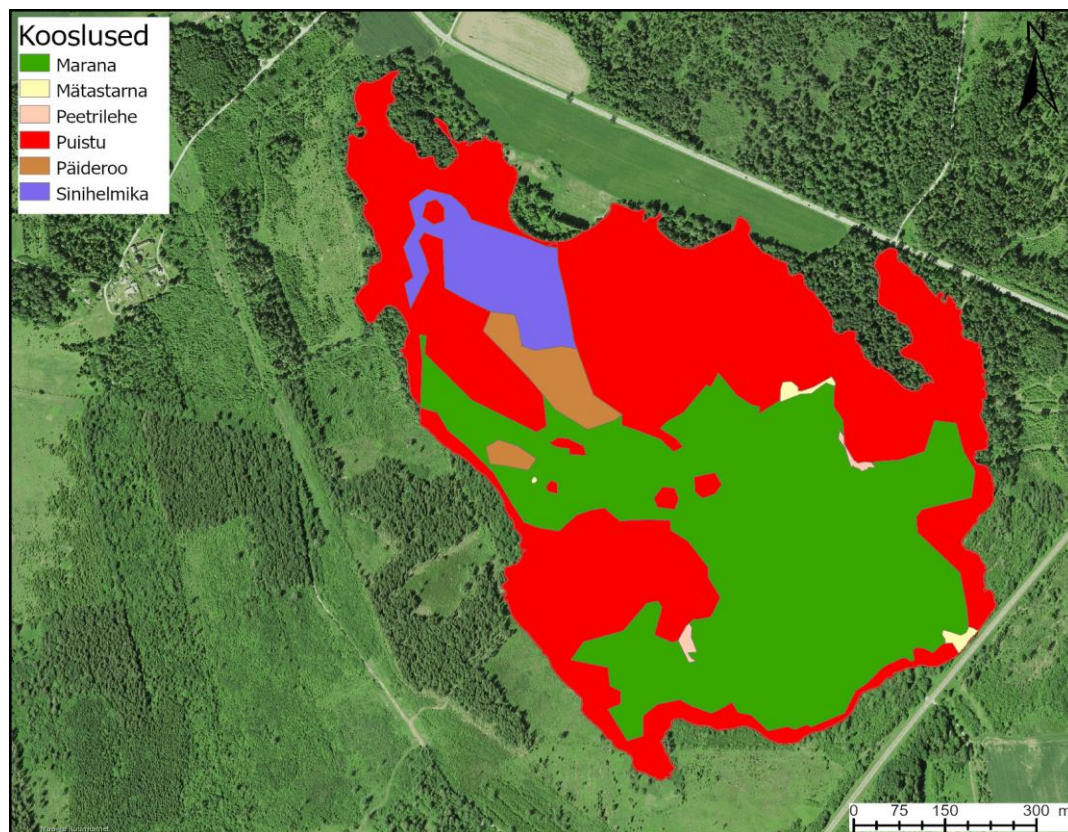 Kooslused
Marana
Mätastarna
Peetrilehe
Puistu
Päideroo
Sinihelmika
N
0 75 150 300 m